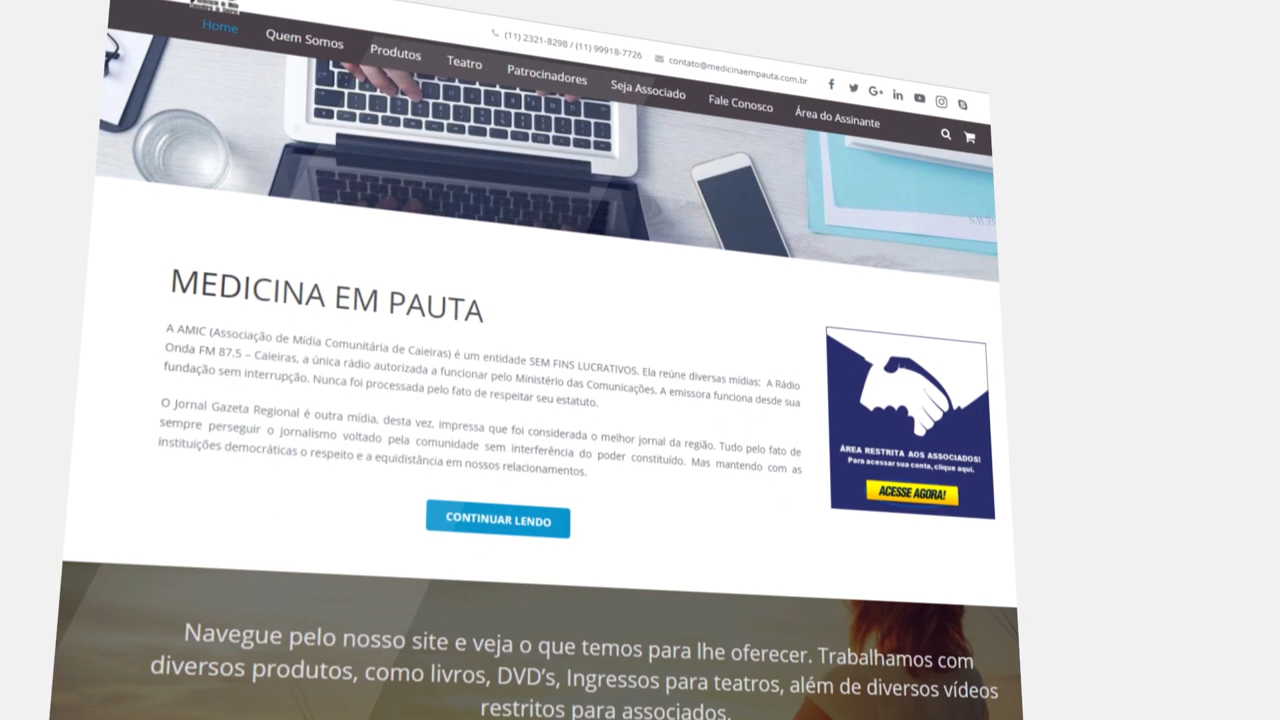 (11) 2321-8298 / (11) 99918-7726
contato@medicinaempauta.com.br
Home
Quem Somos
Produtos
Teatro
Patrocinadores
Seja Associado
Fale Conosco
Área do Assinante
MEDICINA EM PAUTA
A AMIC (Associação de Mídia Comunitária de Caieiras) é um entidade SEM FINS LUCRATIVOS. Ela reúne diversas mídias: A Rádio
Onda FM 87.5 – Caieiras, a única rádio autorizada a funcionar pelo Ministério das Comunicações. A emissora funciona desde sua
fundação sem interrupção. Nunca foi processada pelo fato de respeitar seu estatuto.
O Jornal Gazeta Regional é outra mídia, desta vez, impressa que foi considerada o melhor jornal da região. Tudo pelo fato de
sempre perseguir o jornalismo voltado pela comunidade sem interferência do poder constituído. Mas mantendo com as
instituições democráticas o respeito e a equidistância em nossos relacionamentos.
CONTINUAR LENDO
ÁREA RESTRITA AOS ASSOCIADOS!
Para acessar sua conta, clique aqui.
ACESSE AGORA!
Navegue pelo nosso site e veja o que temos para lhe oferecer. Trabalhamos com
diversos produtos, como livros, DVD’s, Ingressos para teatros, além de diversos vídeos
restritos para associados.